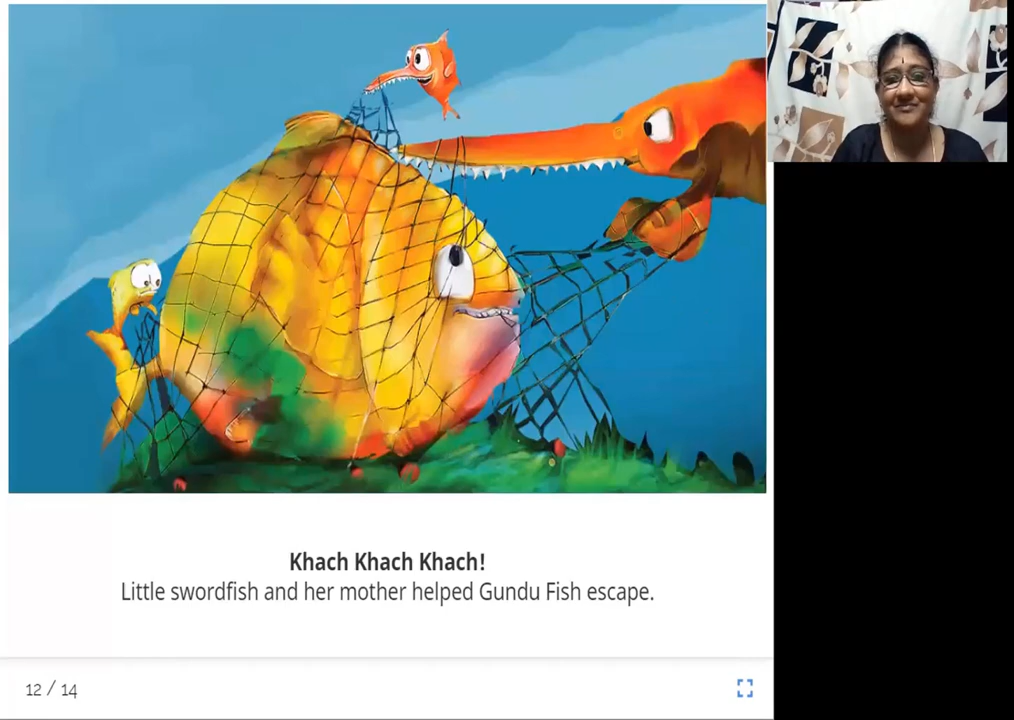 Khach Khach Khach!
Little swordfish and her mother helped Gundu Fish escape.
12 / 14